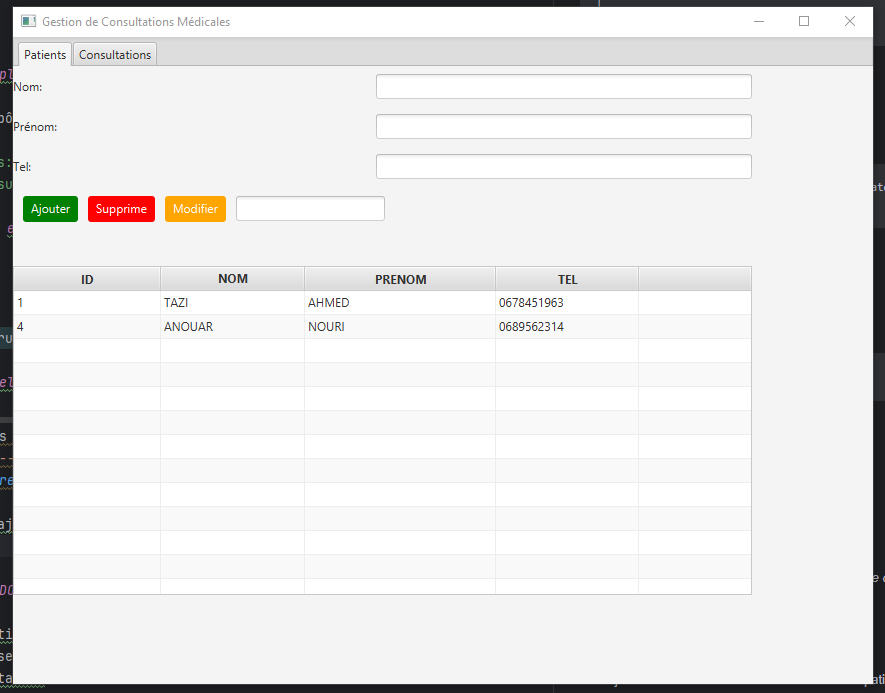 Gestion de Consultations Médicales
Patients Consultations
Nom:
Prénom:
Tel:
Ajouter Supprime Modifier
ID NOM PRENOM TEL
1 TAZI AHMED 0678451963
4 ANOUAR NOURI 0689562314